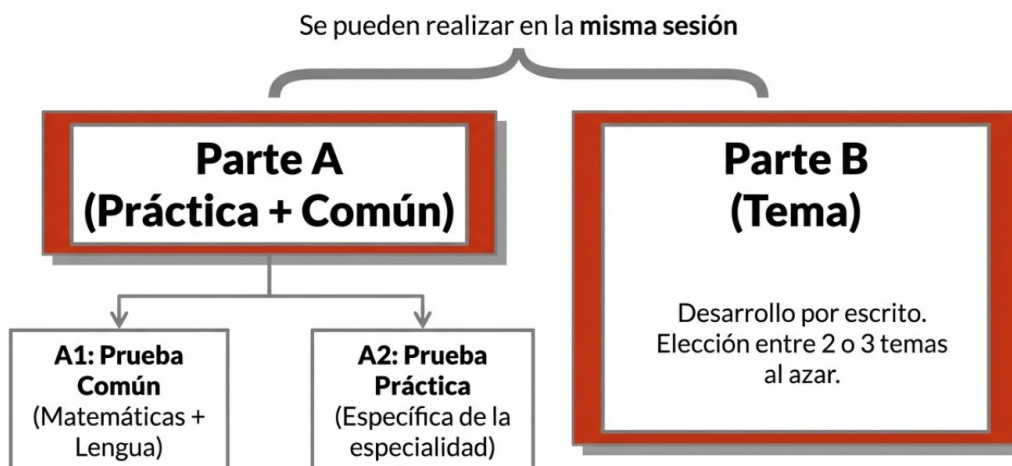 Se pueden realizar en la misma sesión
Parte A
(Práctica + Común)
A1: Prueba
Común
(Matemáticas +
Lengua)
A2: Prueba
Práctica
(Específica de la
especialidad)
Parte B
(Tema)
Desarrollo por escrito.
Elección entre 2 o 3 temas
al azar.